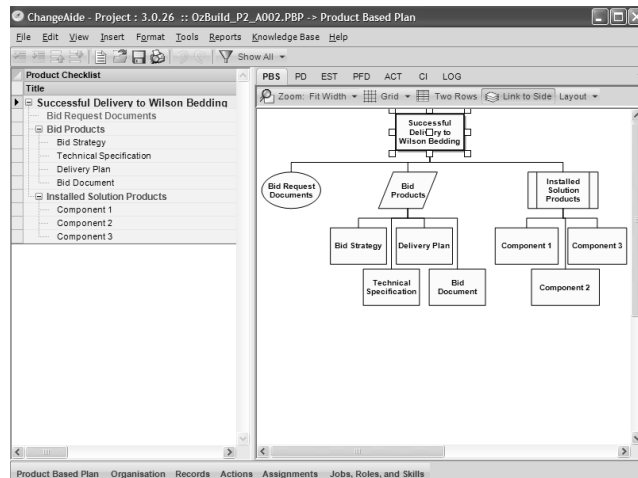 ChangeAide - Project : 3.0.26 :: OzBuild_P2_A002.PBP -> Product Based Plan
File Edit View Insert Format Tools Reports Knowledge Base Help
Show All
Product Checklist
Title
Successful Delivery to Wilson Bedding
Bid Request Documents
Bid Products
Bid Strategy
Technical Specification
Delivery Plan
Bid Document
Installed Solution Products
Component 1
Component 2
Component 3
PBS PD EST PFD ACT CI LOG
Zoom: Fit Width Grid Two Rows Link to Side Layout
Successful
Delivery to
Wilson Bedding
Bid Request
Documents
Bid
Products
Installed
Solution
Products
Bid Strategy
Delivery Plan
Component 1
Component 3
Technical
Specification
Bid
Document
Component 2
Product Based Plan Organisation Records Actions Assignments Jobs, Roles, and Skills